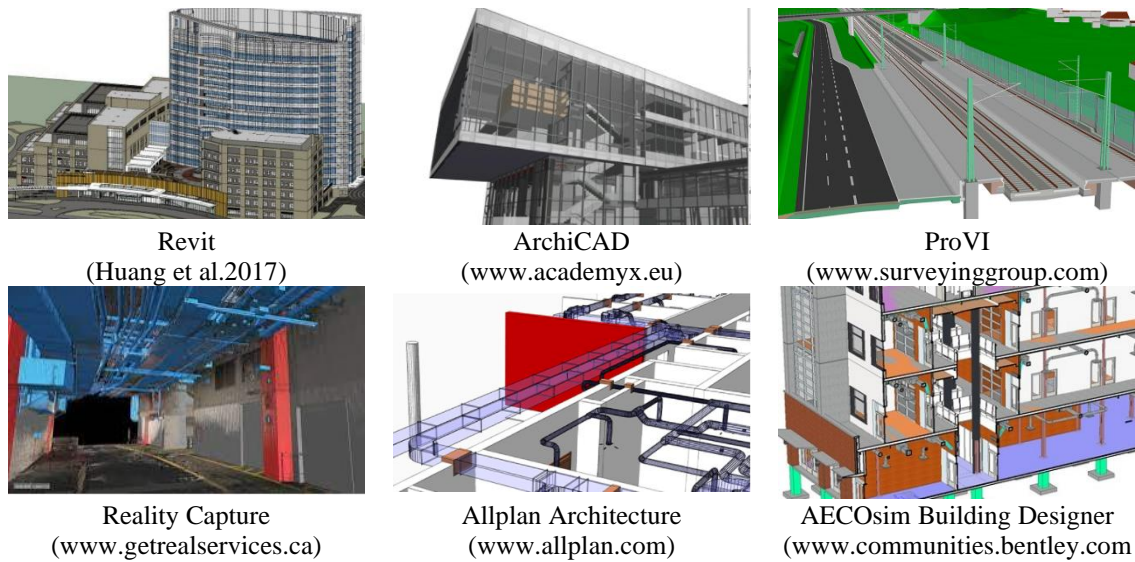 Revit
(Huang et al.2017)
ArchiCAD
(www.academyx.eu)
ProVI
(www.surveyinggroup.com)
Reality Capture
(www.getrealservices.ca)
Allplan Architecture
(www.allplan.com)
AECOsim Building Designer
(www.communities.bentley.com